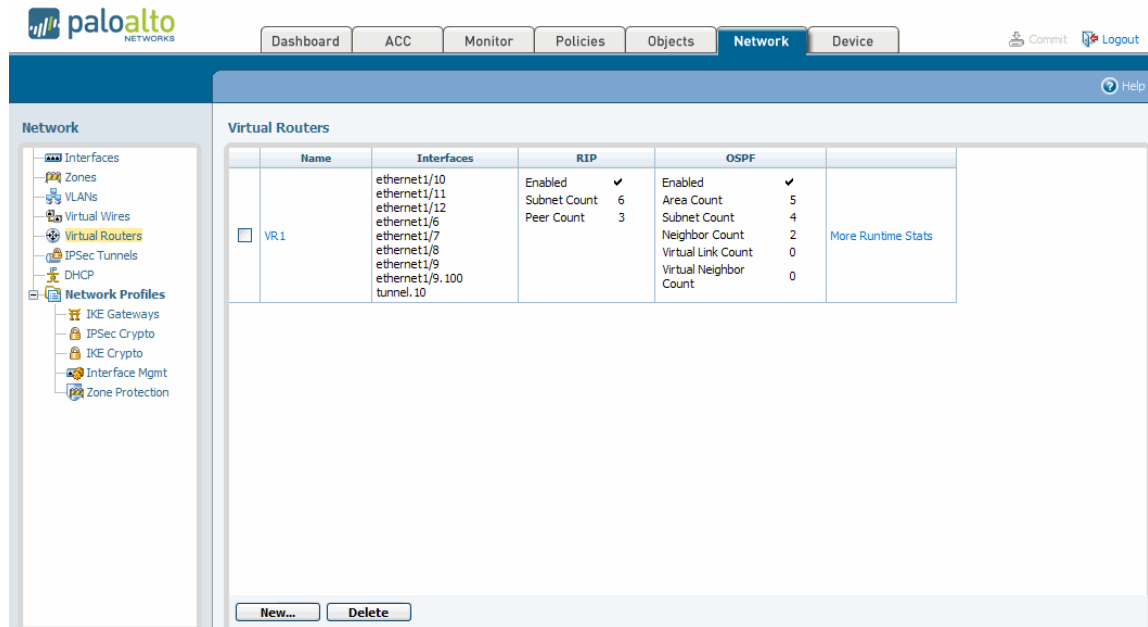 paloalto
NETWORKS
Dashboard ACC Monitor Policies Objects Network Device Commit Logout
Help
Network
Interfaces
Zones
VLANs
Virtual Wires
Virtual Routers
IPSec Tunnels
DHCP
Network Profiles
IKE Gateways
IPSec Crypto
IKE Crypto
Interface Mgmt
Zone Protection
Virtual Routers
Name Interfaces RIP OSPF
VR1
ethernet1/10
ethernet1/11
ethernet1/12
ethernet1/6
ethernet1/7
ethernet1/8
ethernet1/9
ethernet1/9.100
tunnel.10
Enabled ✔
Subnet Count 6
Peer Count 3
Enabled ✔
Area Count 5
Subnet Count 4
Neighbor Count 2
Virtual Link Count 0
Virtual Neighbor
Count 0
More Runtime Stats
New... Delete